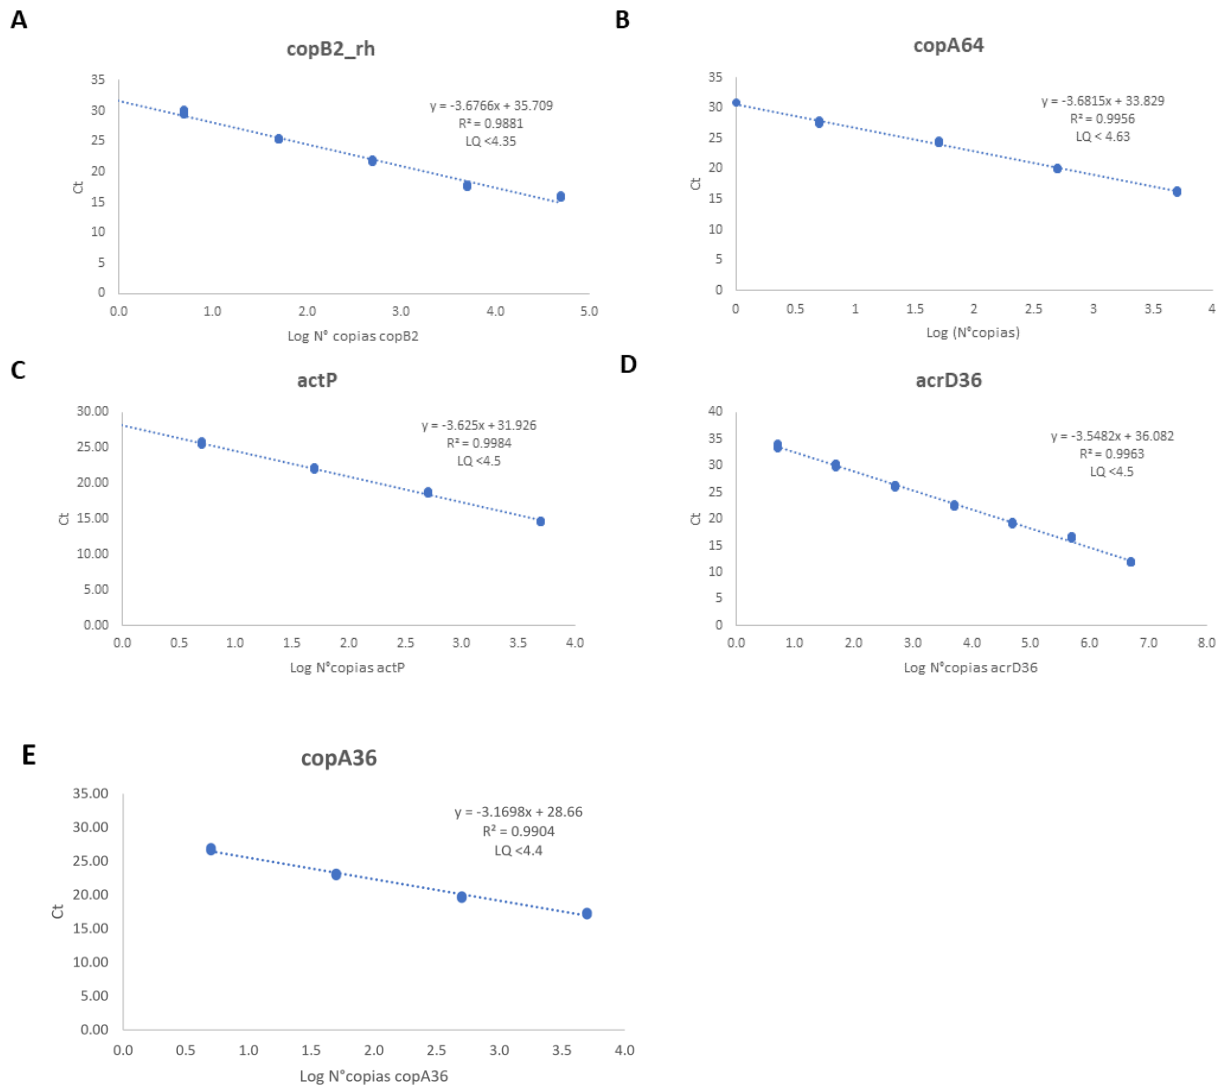 A
copB2_rh
35
30
25
20
15
10
5
0
Ct
y = -3.6766x + 35.709
R² = 0.9881
LQ <4.35
0.0 1.0 2.0 3.0 4.0 5.0
Log N° copias copB2
B
copA64
35
30
25
20
15
10
5
0
Ct
y = -3.6815x + 33.829
R² = 0.9956
LQ < 4.63
0 0.5 1 1.5 2 2.5 3 3.5 4
Log (N°copias)
C
actP
30.00
25.00
20.00
15.00
10.00
5.00
0.00
Ct
y = -3.625x + 31.926
R² = 0.9984
LQ <4.5
0.0 0.5 1.0 1.5 2.0 2.5 3.0 3.5 4.0
Log N°copias actP
D
acrD36
40
35
30
25
20
15
10
5
0
Ct
y = -3.5482x + 36.082
R² = 0.9963
LQ <4.5
0.0 1.0 2.0 3.0 4.0 5.0 6.0 7.0 8.0
Log N°copias acrD36
E
copA36
35.00
30.00
25.00
20.00
15.00
10.00
5.00
0.00
Ct
y = -3.1698x + 28.66
R² = 0.9904
LQ <4.4
0.0 0.5 1.0 1.5 2.0 2.5 3.0 3.5 4.0
Log N°copias copA36